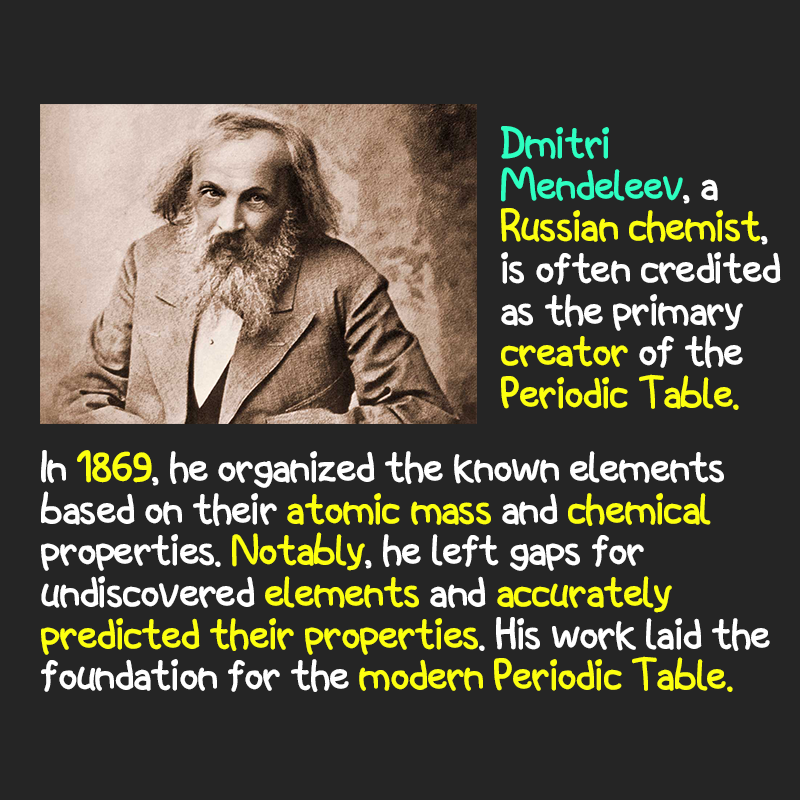 Dmitri
Mendeleev, a
Russian chemist,
is often credited
as the primary
creator of the
Periodic Table.
In 1869, he organized the known elements
based on their atomic mass and chemical
properties. Notably, he left gaps for
undiscovered elements and accurately
predicted their properties. His work laid the
foundation for the modern Periodic Table.